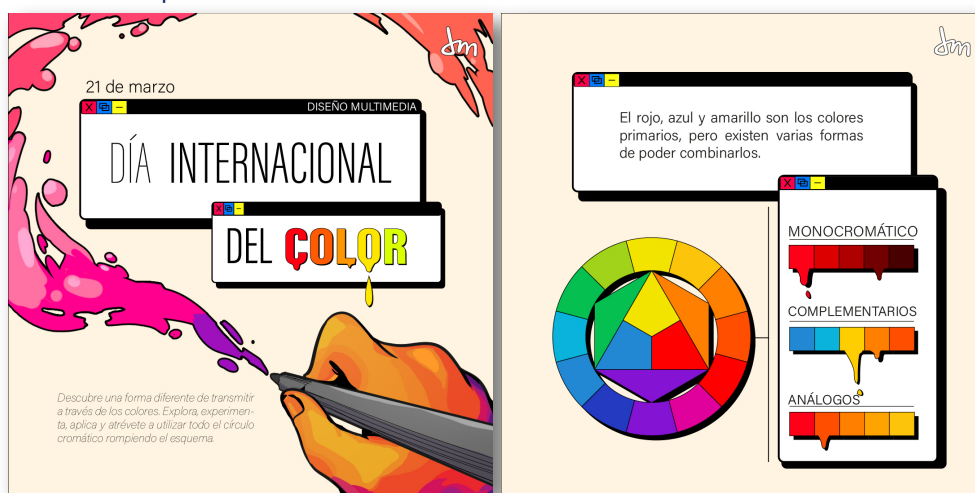 21 de marzo
DISEÑO MULTIMEDIA
DÍA INTERNACIONAL
DEL COLOR
Descubre una forma diferente de transmitir
a través de los colores. Explora, experimen-
ta, aplica y atrévete a utilizar todo el círculo
cromático rompiendo el esquema.
dm
dm
El rojo, azul y amarillo son los colores
primarios, pero existen varias formas
de poder combinarlos.
MONOCROMÁTICO
COMPLEMENTARIOS
ANÁLOGOS